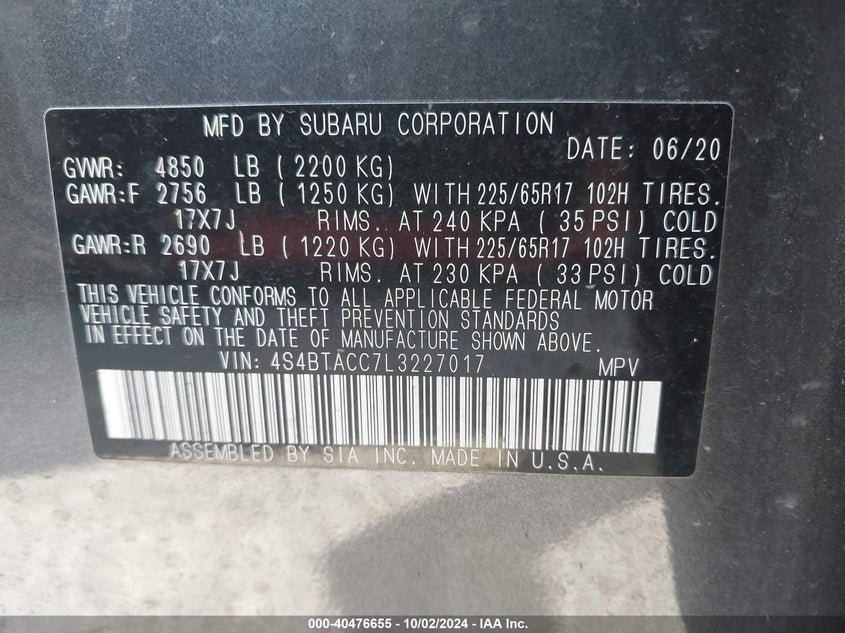 MFD BY SUBARU CORPORATION
DATE: 06/20
GVWR: 4850 LB ( 2200 KG)
GAWR:F 2756 LB ( 1250 KG) WITH 225/65R17 102H TIRES.
17X7J RIMS. AT 240 KPA ( 35 PSI) COLD
GAWR:R 2690 LB ( 1220 KG) WITH 225/65R17 102H TIRES.
17X7J RIMS. AT 230 KPA ( 33 PSI) COLD
THIS VEHICLE CONFORMS TO ALL APPLICABLE FEDERAL MOTOR
VEHICLE SAFETY AND THEFT PREVENTION STANDARDS
IN EFFECT ON THE DATE OF MANUFACTURE SHOWN ABOVE.
VIN: 4S4BTACC7L3227017 MPV
ASSEMBLED BY SIA INC. MADE IN U.S.A.
000-40476655 - 10/02/2024 - IAA Inc.